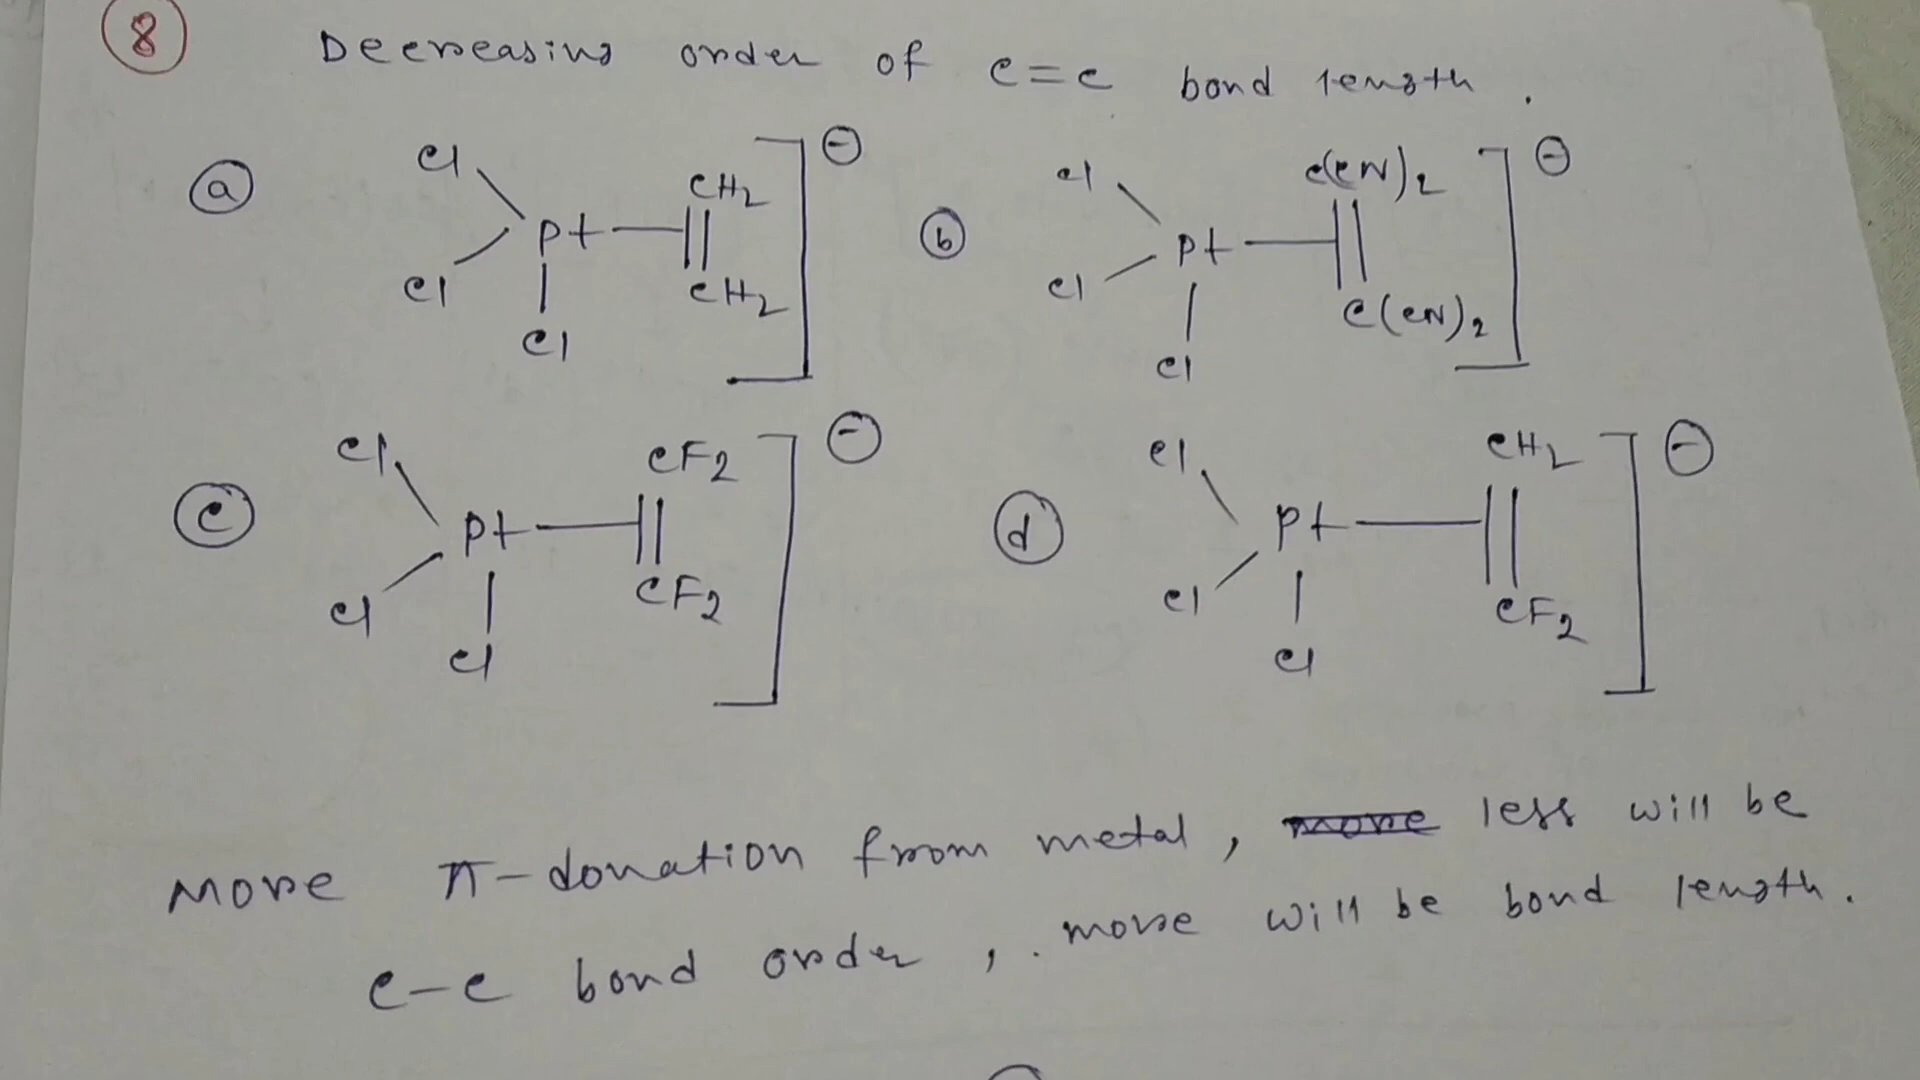 8 Decreasing order of C=C bond length.
a Cl Cl Pt Cl CH2 CH2 ⊖
b Cl Cl Pt Cl C(CN)2 C(CN)2 ⊖
c Cl Cl Pt Cl CF2 CF2 ⊖
d Cl Cl Pt Cl CH2 CF2 ⊖
More π-donation from metal, more less will be
C-C bond order, . more will be bond length.